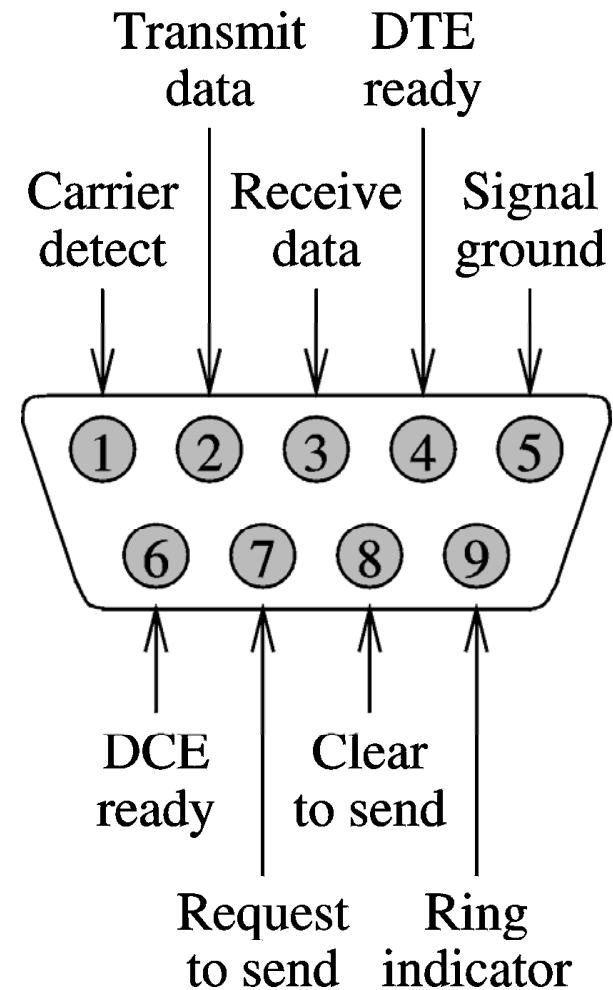 Transmit
data
DTE
ready
Carrier
detect
Receive
data
Signal
ground
1 2 3 4 5
6 7 8 9
DCE
ready
Clear
to send
Request
to send
Ring
indicator